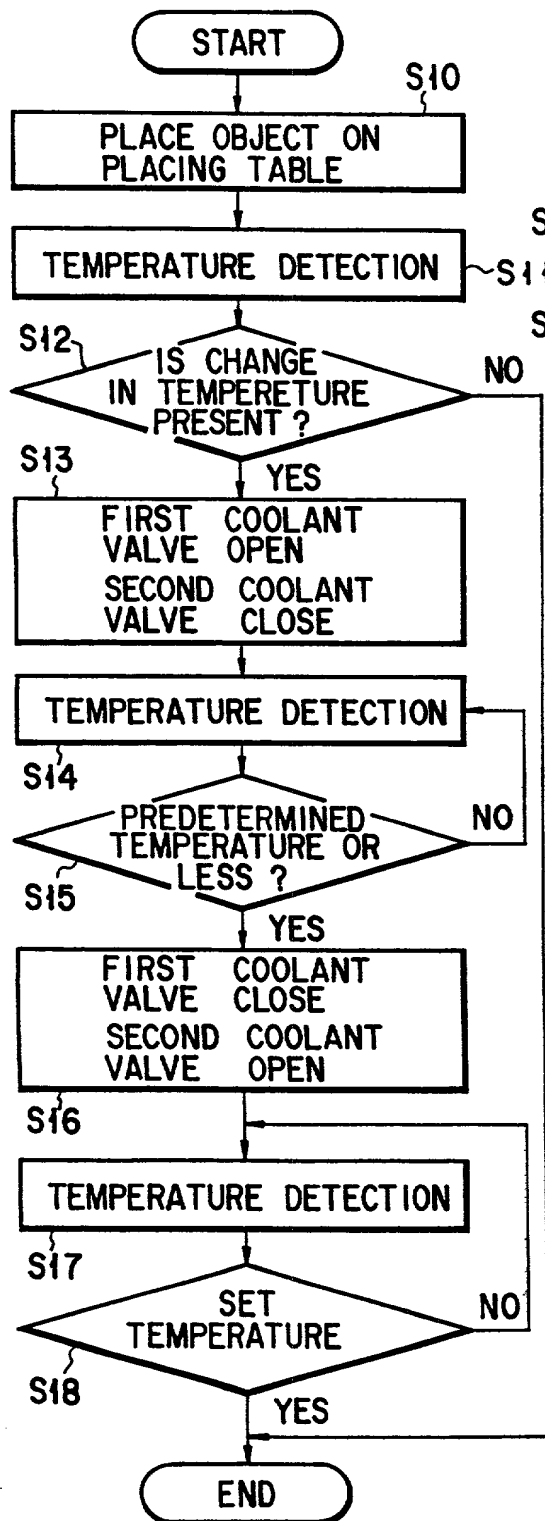 START
S10
PLACE OBJECT ON
PLACING TABLE
S
TEMPERATURE DETECTION
S14
S
S12
IS CHANGE
IN TEMPERETURE
PRESENT ?
NO
YES
S13
FIRST COOLANT
VALVE OPEN
SECOND COOLANT
VALVE CLOSE
TEMPERATURE DETECTION
S14
PREDETERMINED
TEMPERATURE OR
LESS ?
NO
S15
YES
FIRST COOLANT
VALVE CLOSE
SECOND COOLANT
VALVE OPEN
S16
TEMPERATURE DETECTION
S17
SET
TEMPERATURE
NO
S18
YES
END